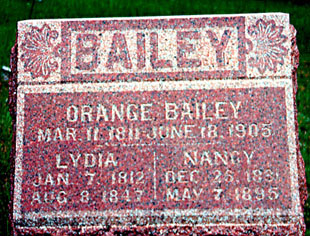 BAILEY
ORANGE BAILEY
MAR 11, 1811 JUNE 18, 1905
LYDIA NANCY
JAN 7, 1812 DEC 25, 1831
AUG 8, 1847 MAY 7, 1895